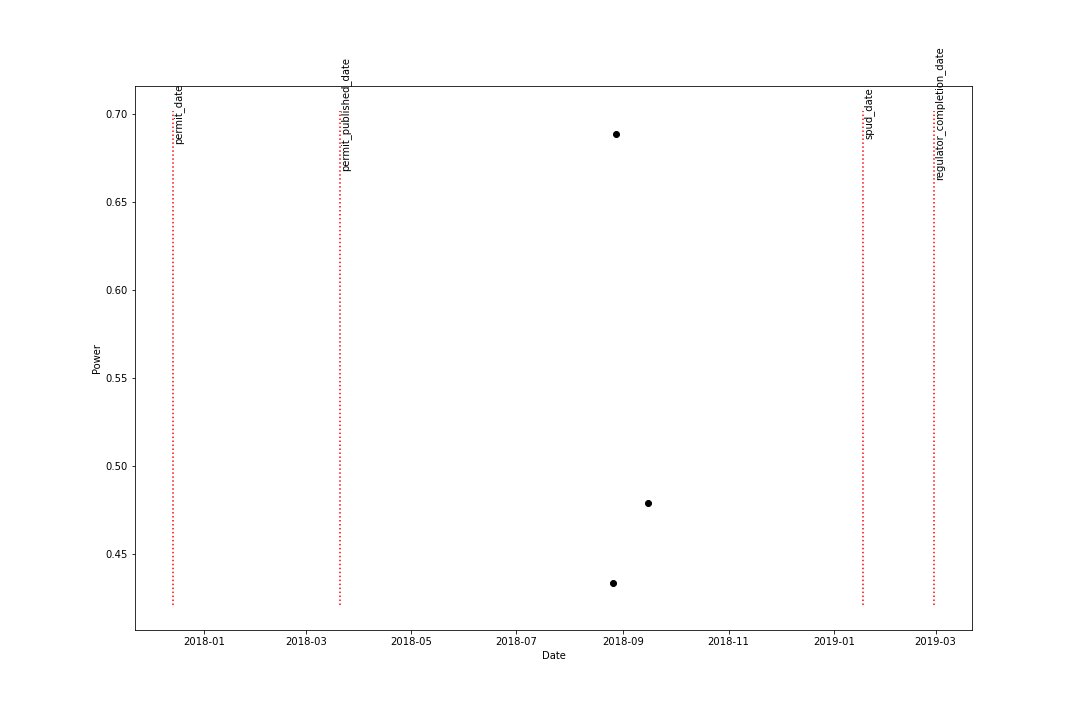 permit_date
permit_published_date
spud_date
regulator_completion_date
0.70
0.65
0.60
0.55
0.50
0.45
Power
2018-01
2018-03
2018-05
2018-07
2018-09
2018-11
2019-01
2019-03
Date